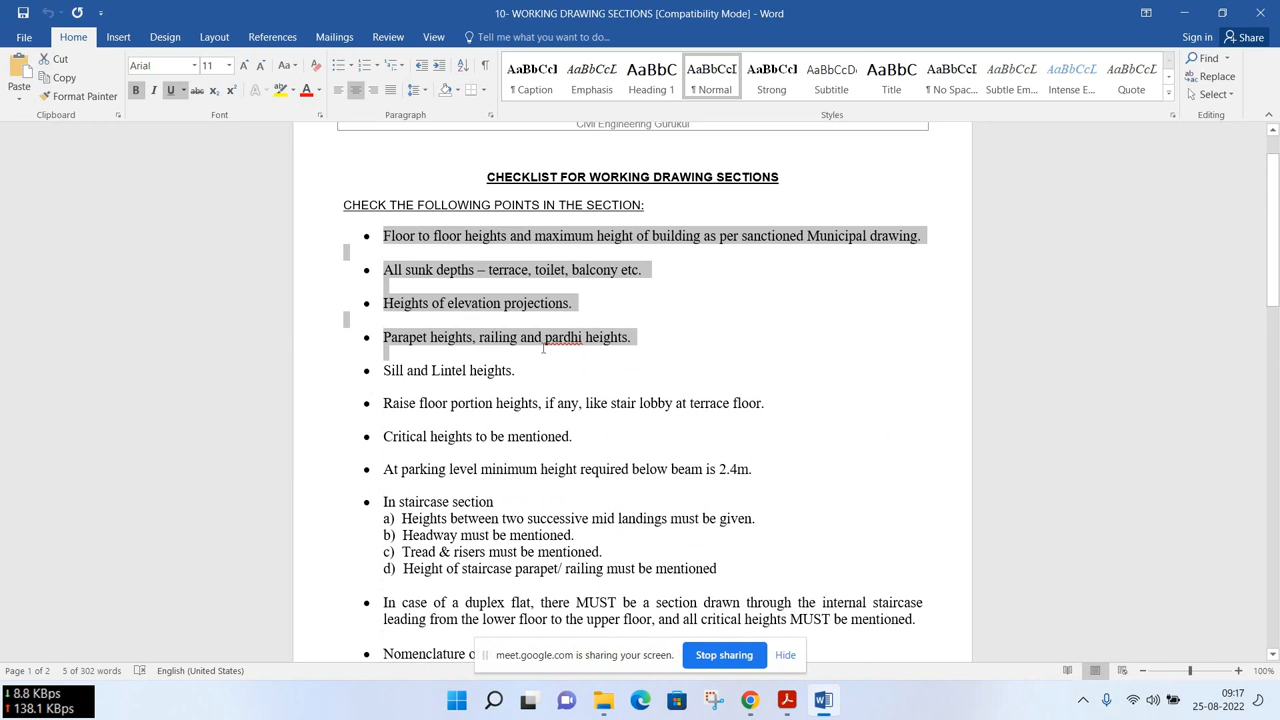 10- WORKING DRAWING SECTIONS [Compatibility Mode] - Word
File Home Insert Design Layout References Mailings Review View Tell me what you want to do... Sign in Share
Paste Cut Copy Format Painter
Arial 11
Clipboard Font Paragraph
AaBbCcl AaBbCcL AaBbC AaBbCcI AaBbCcl AaBbCcDı AaBbC AaBbCcI AaBbCcL AaBbCcL AaBbCcL
¶ Caption Emphasis Heading 1 ¶ Normal Strong Subtitle Title ¶ No Spac... Subtle Em... Intense E... Quote
Styles
Find
Replace
Select
Editing
Civil Engineering Gurukul
CHECKLIST FOR WORKING DRAWING SECTIONS
CHECK THE FOLLOWING POINTS IN THE SECTION:
• Floor to floor heights and maximum height of building as per sanctioned Municipal drawing.
• All sunk depths – terrace, toilet, balcony etc.
• Heights of elevation projections.
• Parapet heights, railing and pardhi heights.
• Sill and Lintel heights.
• Raise floor portion heights, if any, like stair lobby at terrace floor.
• Critical heights to be mentioned.
• At parking level minimum height required below beam is 2.4m.
• In staircase section
a) Heights between two successive mid landings must be given.
b) Headway must be mentioned.
c) Tread & risers must be mentioned.
d) Height of staircase parapet/ railing must be mentioned
• In case of a duplex flat, there MUST be a section drawn through the internal staircase
leading from the lower floor to the upper floor, and all critical heights MUST be mentioned.
• Nomenclature
meet.google.com is sharing your screen. Stop sharing Hide
Page 1 of 2 5 of 302 words English (United States) 100%
↓ 8.8 KBps
↑ 138.1 KBps
09:17
25-08-2022